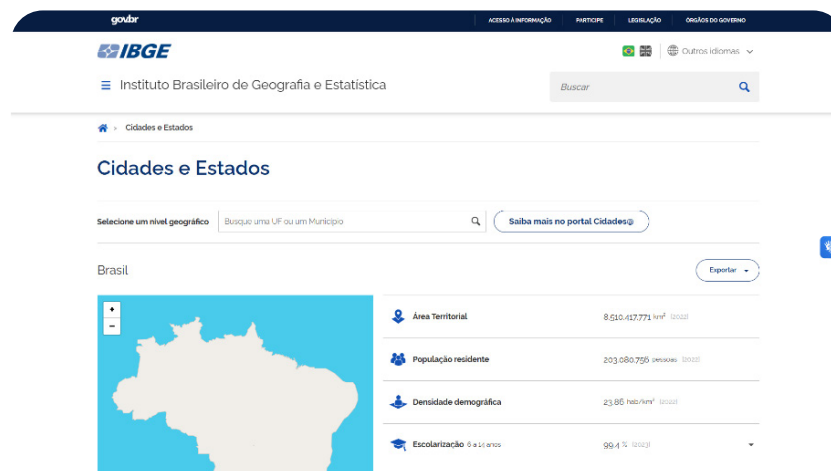 gov.br ACESSO À INFORMAÇÃO PARTICIPE LEGISLAÇÃO ÓRGÃOS DO GOVERNO
IBGE
Outros idiomas
Instituto Brasileiro de Geografia e Estatística
Buscar
Cidades e Estados
Cidades e Estados
Selecione um nível geográfico Busque uma UF ou um Município Saiba mais no portal Cidades@
Brasil Exportar
+
−
Área Territorial 8.510.417,771 km² [2022]
População residente 203.080.756 pessoas [2022]
Densidade demográfica 23,86 hab/km² [2022]
Escolarização 6 a 14 anos 99,4 % [2023]